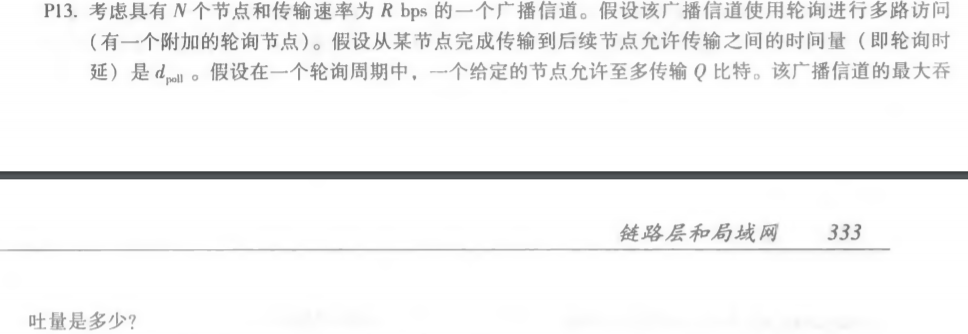 P13. 考虑具有 N 个节点和传输速率为 R bps 的一个广播信道。假设该广播信道使用轮询进行多路访问
(有一个附加的轮询节点)。假设从某节点完成传输到后续节点允许传输之间的时间量（即轮询时
延）是 d_poll 。假设在一个轮询周期中，一个给定的节点允许至多传输 Q 比特。该广播信道的最大吞
链路层和局域网 333
吐量是多少?